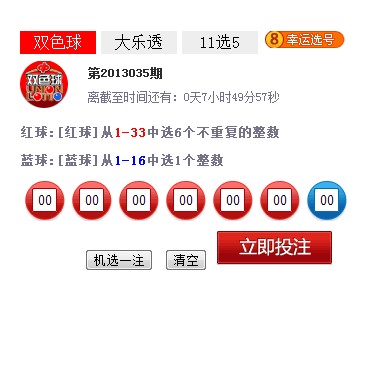 双色球 大乐透 11选5 8 幸运选号
双色球 UNION LOTTO 第2013035期
离截至时间还有：0天7小时49分57秒
红球：[红球]从1-33中选6个不重复的整数
蓝球：[蓝球]从1-16中选1个整数
00 00 00 00 00 00 00
机选一注 清空 立即投注